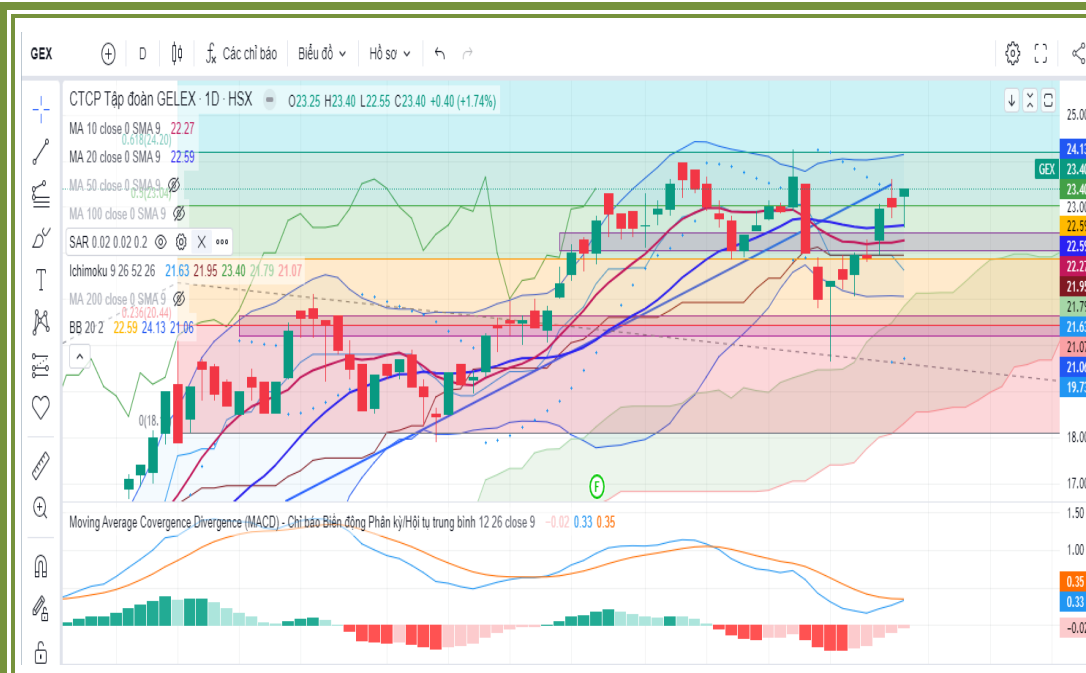 GEX D Các chỉ báo Biểu đồ Hồ sơ
CTCP Tập đoàn GELEX · 1D · HSX O23.25 H23.40 L22.55 C23.40 +0.40 (+1.74%)
MA 10 close 0 SMA 9 22.27
0.618(24.20)
MA 20 close 0 SMA 9 22.59
MA 50 close 0 SMA 9
0.5(23.04)
MA 100 close 0 SMA 9
SAR 0.02 0.02 0.2
Ichimoku 9 26 52 26 21.63 21.95 23.40 21.79 21.07
MA 200 close 0 SMA 9
0.236(20.44)
BB 20 2 22.59 24.13 21.06
0(18.
F
25.00
24.13
GEX 23.40
23.40
23.00
22.59
22.59
22.27
21.95
21.79
21.63
21.07
21.06
19.73
18.00
17.00
Moving Average Covergence Divergence (MACD) - Chỉ báo Biến động Phân kỳ/Hội tụ trung bình 12 26 close 9 -0.02 0.33 0.35
1.50
1.00
0.35
0.33
-0.02